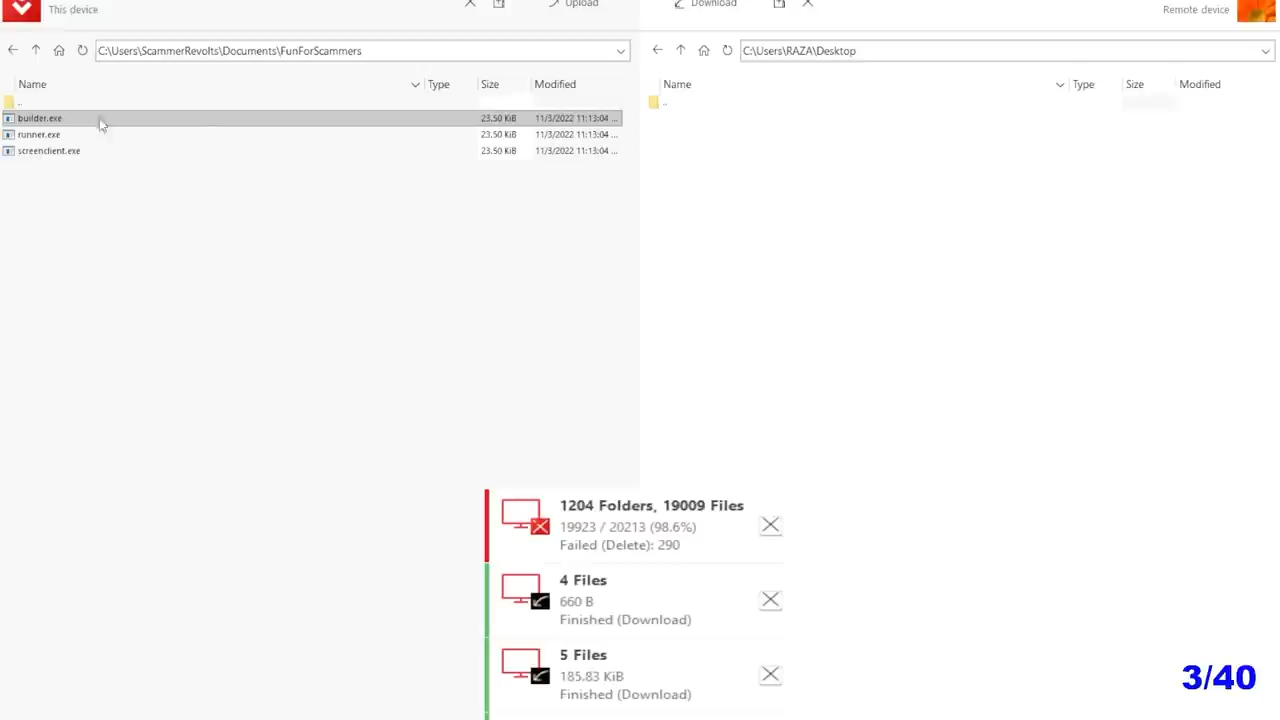 This device
Upload
Download
Remote device
C:\Users\ScammerRevolts\Documents\FunForScammers
C:\Users\RAZA\Desktop
Name Type Size Modified
Name Type Size Modified
..
..
builder.exe 23.50 KiB 11/3/2022 11:13:04 ...
runner.exe 23.50 KiB 11/3/2022 11:13:04 ...
screenclient.exe 23.50 KiB 11/3/2022 11:13:04 ...
1204 Folders, 19009 Files
19923 / 20213 (98.6%)
Failed (Delete): 290
4 Files
660 B
Finished (Download)
5 Files
185.83 KiB
Finished (Download)
3/40